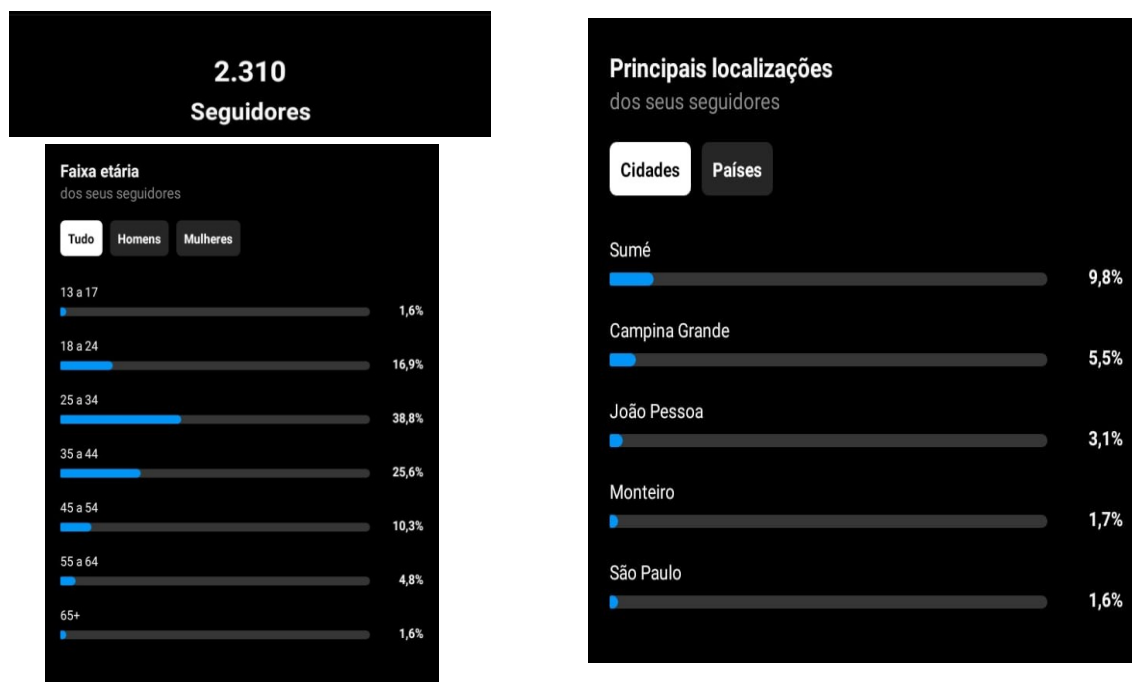 2.310
Seguidores
Faixa etária
dos seus seguidores
Tudo Homens Mulheres
13 a 17
1,6%
18 a 24
16,9%
25 a 34
38,8%
35 a 44
25,6%
45 a 54
10,3%
55 a 64
4,8%
65+
1,6%
Principais localizações
dos seus seguidores
Cidades Países
Sumé
9,8%
Campina Grande
5,5%
João Pessoa
3,1%
Monteiro
1,7%
São Paulo
1,6%